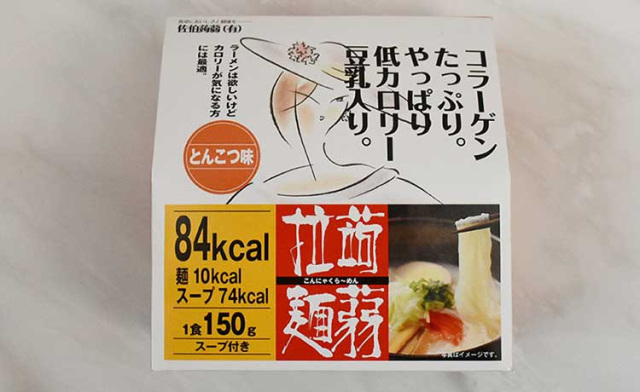 佐伯蒟蒻(有)
コラーゲン
たっぷり。
やっぱり
低カロリー
豆乳入り。
ラーメンは欲しいけど
カロリーが気になる方
には最適。
とんこつ味
84kcal
麺 10kcal
スープ 74kcal
1食150g
スープ付き
蒟蒻
拉麺
こんにゃくら〜めん
写真はイメージです。